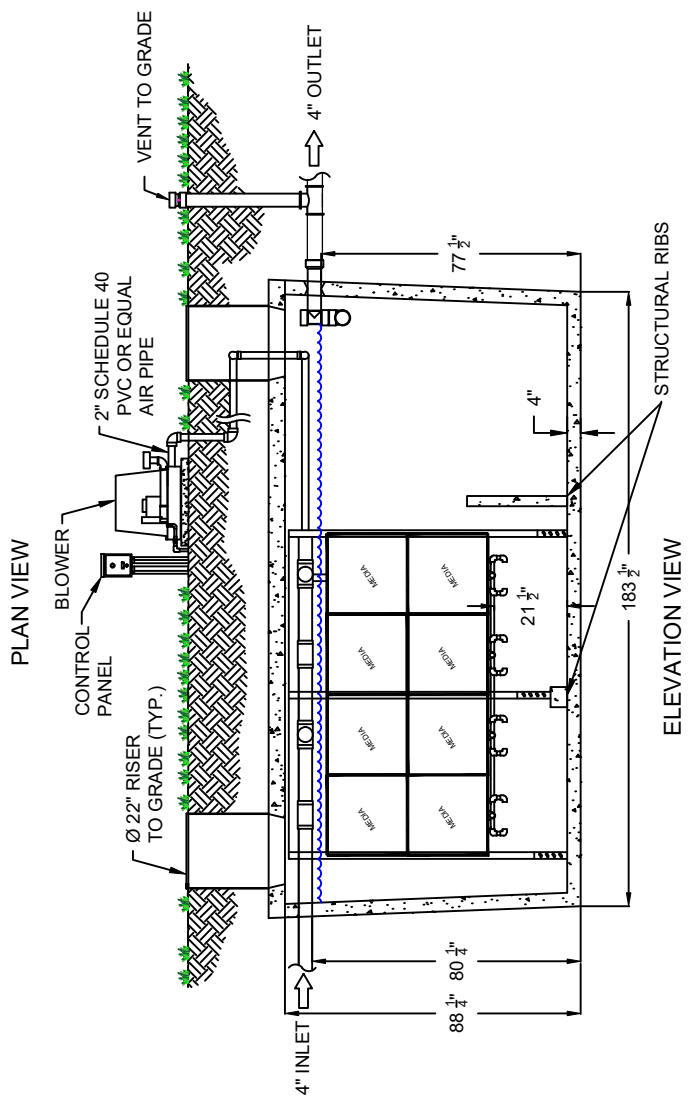 PLAN VIEW
CONTROL
PANEL
BLOWER
2" SCHEDULE 40
PVC OR EQUAL
AIR PIPE
VENT TO GRADE
Ø 22" RISER
TO GRADE (TYP.)
4" INLET
4" OUTLET
MEDIA
MEDIA
MEDIA
MEDIA
MEDIA
MEDIA
MEDIA
MEDIA
88 1/4"
80 1/4"
21 1/2"
4"
77 1/2"
183 1/2"
STRUCTURAL RIBS
ELEVATION VIEW